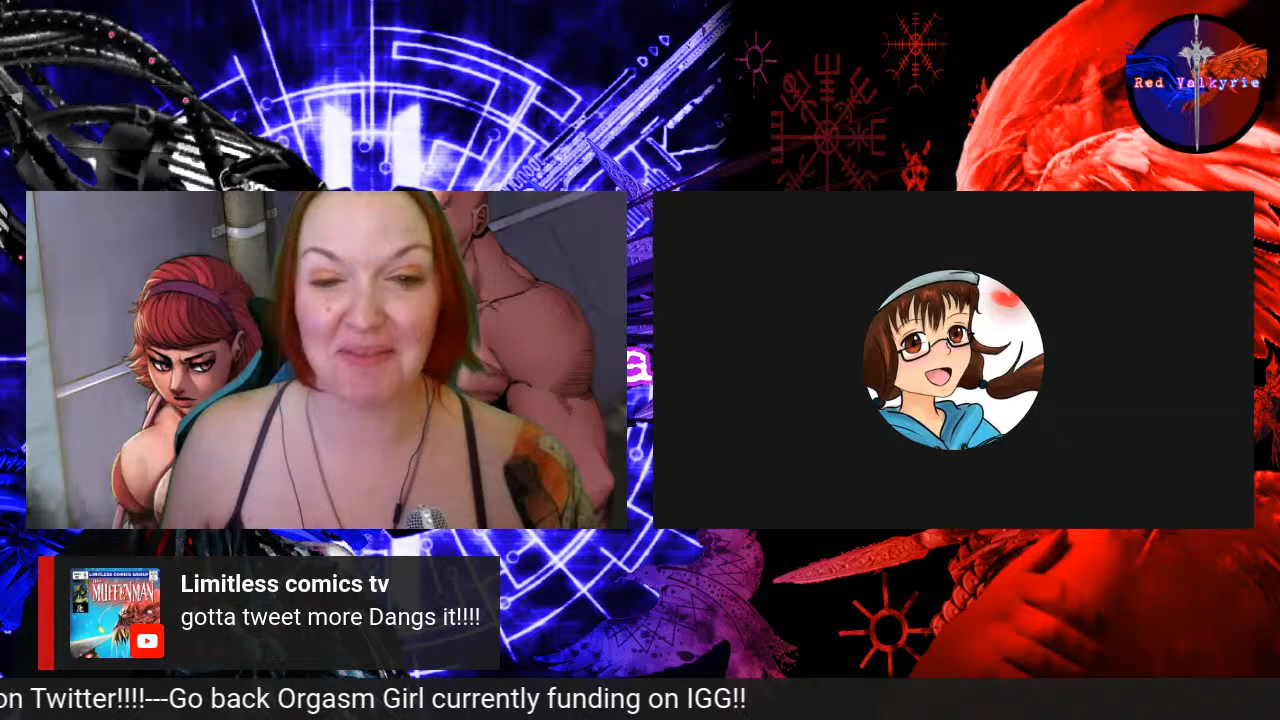 Red Valkyrie
LIMITLESS COMICS GROUP
MUFFENMAN
Limitless comics tv
gotta tweet more Dangs it!!!!
on Twitter!!!!---Go back Orgasm Girl currently funding on IGG!!